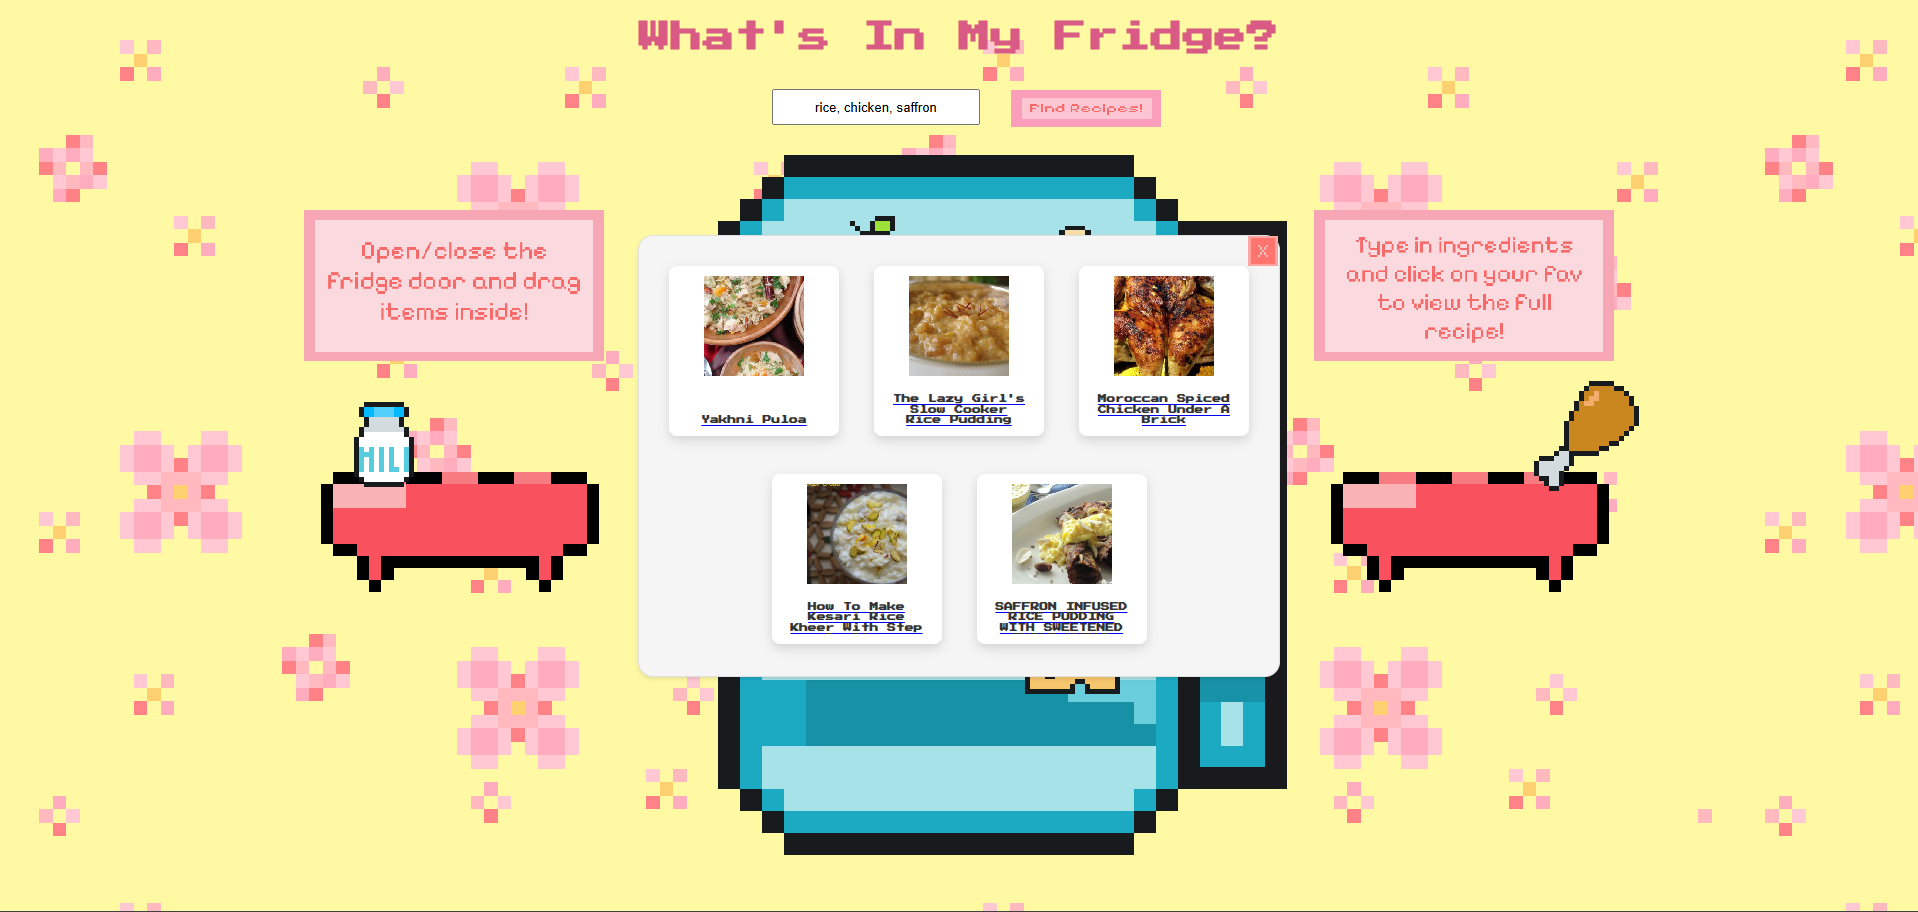 What's In My Fridge?
rice, chicken, saffron
Find Recipes!
Open/close the
fridge door and drag
items inside!
Type in ingredients
and click on your fav
to view the full
recipe!
X
Yakhni Puloa
The Lazy Girl's
Slow Cooker
Rice Pudding
Moroccan Spiced
Chicken Under A
Brick
MIL
How To Make
Kesari Rice
Kheer With Step
SAFFRON INFUSED
RICE PUDDING
WITH SWEETENED